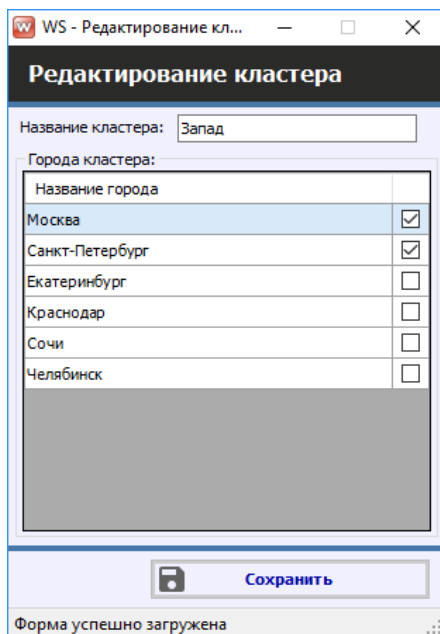 WS - Редактирование кл...
Редактирование кластера
Название кластера: Запад
Города кластера:
Название города
Москва
Санкт-Петербург
Екатеринбург
Краснодар
Сочи
Челябинск
Сохранить
Форма успешно загружена